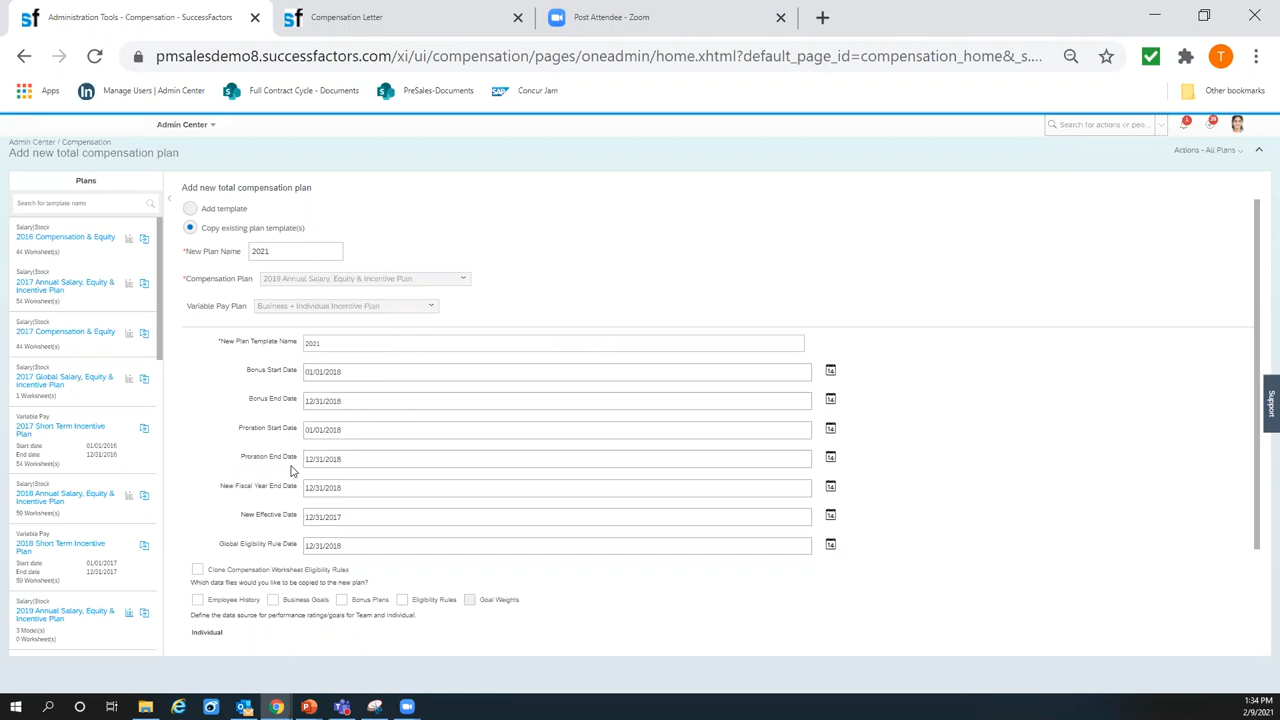 Administration Tools - Compensation - SuccessFactors
Compensation Letter
Post Attendee - Zoom
pmsalesdemo8.successfactors.com/xi/ui/compensation/pages/oneadmin/home.xhtml?default_page_id=compensation_home&_s....
T
Apps
Manage Users | Admin Center
Full Contract Cycle - Documents
PreSales-Documents
SAP
Concur Jam
Other bookmarks
Admin Center
Search for actions or peo...
1
Admin Center / Compensation
Add new total compensation plan
Actions - All Plans
Plans
Search for template name
Salary|Stock
2016 Compensation & Equity
44 Worksheet(s)
Salary|Stock
2017 Annual Salary, Equity &
Incentive Plan
54 Worksheet(s)
Salary|Stock
2017 Compensation & Equity
44 Worksheet(s)
Salary|Stock
2017 Global Salary, Equity &
Incentive Plan
1 Worksheet(s)
Variable Pay
2017 Short Term Incentive
Plan
Start date 01/01/2016
End date 12/31/2016
54 Worksheet(s)
Salary|Stock
2018 Annual Salary, Equity &
Incentive Plan
59 Worksheet(s)
Variable Pay
2018 Short Term Incentive
Plan
Start date 01/01/2017
End date 12/31/2017
59 Worksheet(s)
Salary|Stock
2019 Annual Salary, Equity &
Incentive Plan
3 Model(s)
0 Worksheet(s)
Add new total compensation plan
Add template
Copy existing plan template(s)
*New Plan Name 2021
*Compensation Plan 2019 Annual Salary, Equity & Incentive Plan
Variable Pay Plan Business + Individual Incentive Plan
*New Plan Template Name 2021
Bonus Start Date 01/01/2018 14
Bonus End Date 12/31/2018 14
Proration Start Date 01/01/2018 14
Proration End Date 12/31/2018 14
New Fiscal Year End Date 12/31/2018 14
New Effective Date 12/31/2017 14
Global Eligibility Rule Date 12/31/2018 14
Clone Compensation Worksheet Eligibility Rules
Which data files would you like to be copied to the new plan?
Employee History Business Goals Bonus Plans Eligibility Rules Goal Weights
Define the data source for performance ratings/goals for Team and Individual.
Individual
Support
1:34 PM
2/9/2021